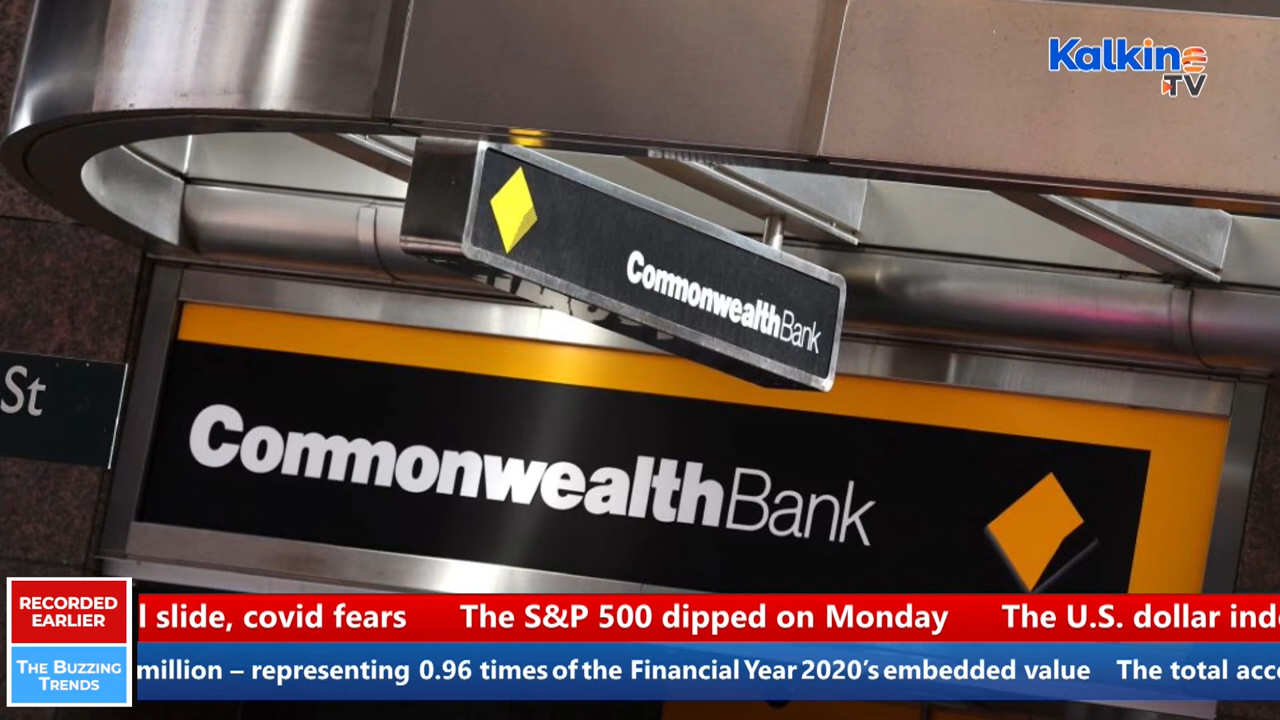 Kalkine
TV
CommonwealthBank
St
CommonwealthBank
RECORDED
EARLIER
l slide, covid fears The S&P 500 dipped on Monday The U.S. dollar inde
THE BUZZING
TRENDS
million – representing 0.96 times of the Financial Year 2020's embedded value The total acc